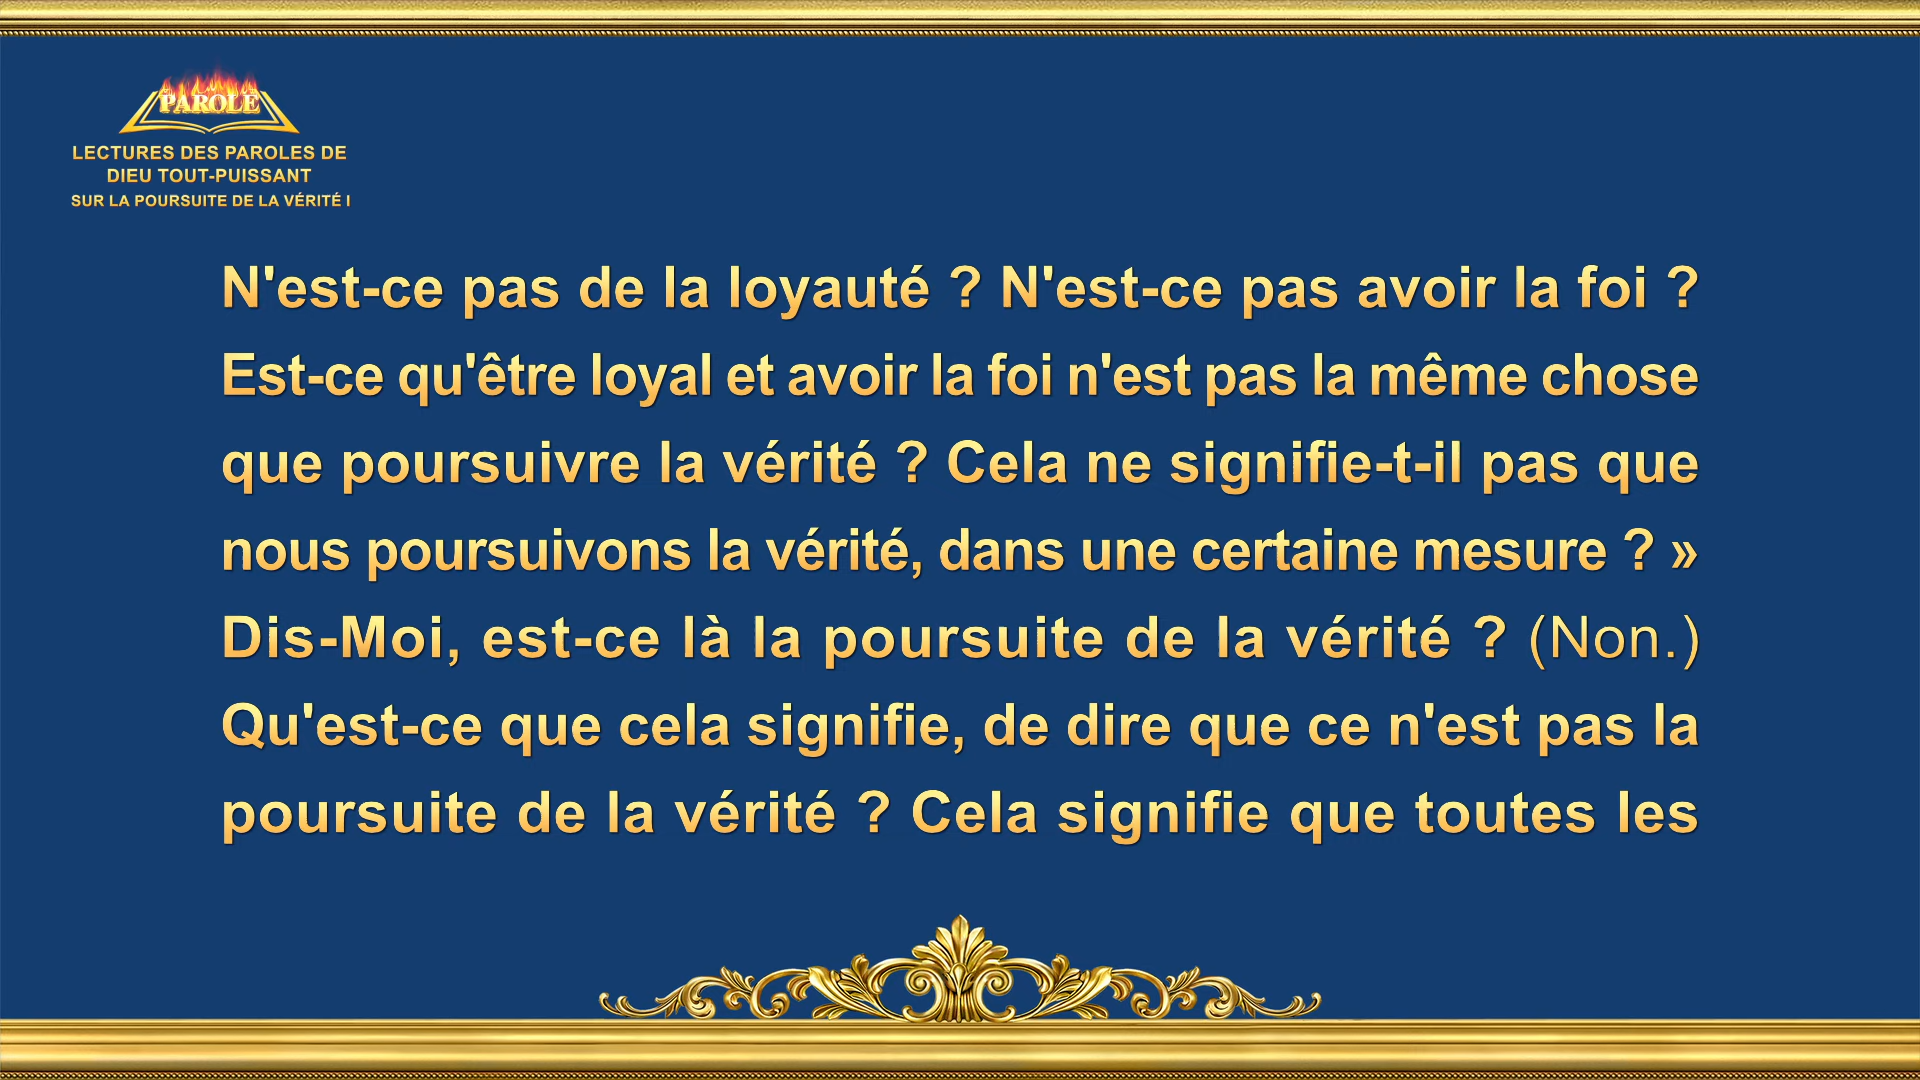 PAROLE
LECTURES DES PAROLES DE
DIEU TOUT-PUISSANT
SUR LA POURSUITE DE LA VÉRITÉ I
N'est-ce pas de la loyauté ? N'est-ce pas avoir la foi ?
Est-ce qu'être loyal et avoir la foi n'est pas la même chose
que poursuivre la vérité ? Cela ne signifie-t-il pas que
nous poursuivons la vérité, dans une certaine mesure ? »
Dis-Moi, est-ce là la poursuite de la vérité ? (Non.)
Qu'est-ce que cela signifie, de dire que ce n'est pas la
poursuite de la vérité ? Cela signifie que toutes les